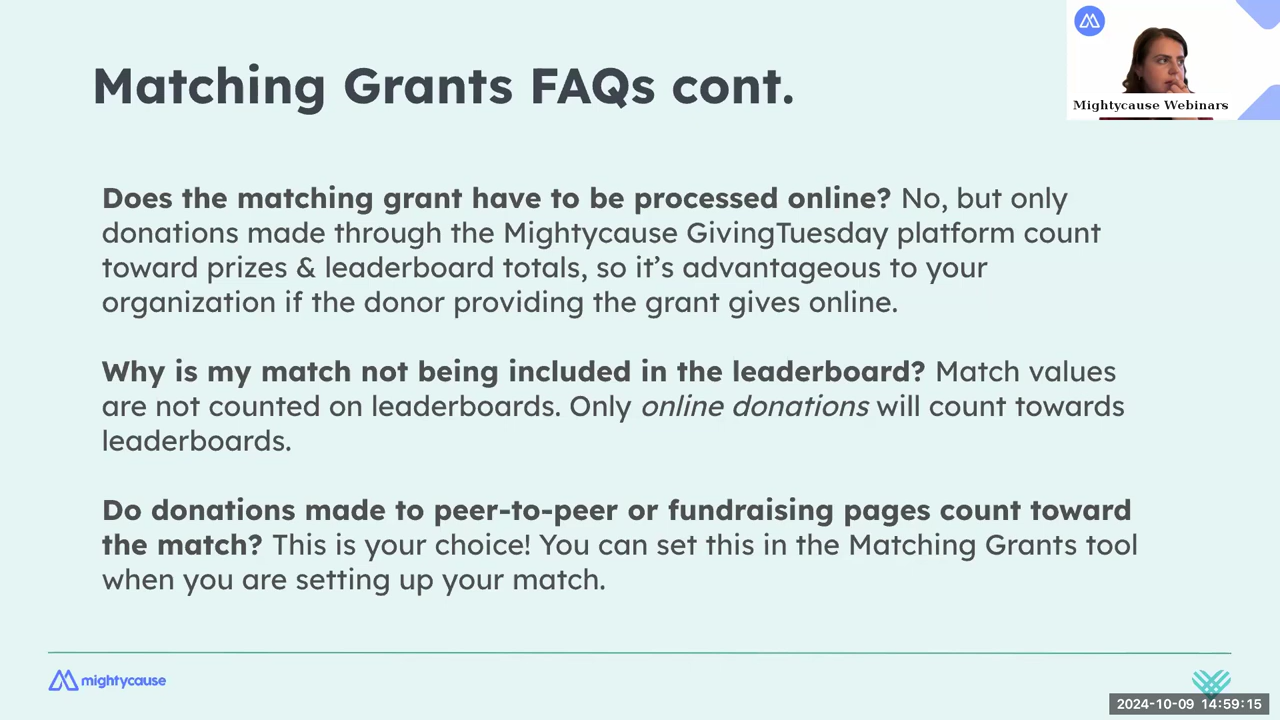 Matching Grants FAQs cont.
Mightycause Webinars
Does the matching grant have to be processed online? No, but only
donations made through the Mightycause GivingTuesday platform count
toward prizes & leaderboard totals, so it’s advantageous to your
organization if the donor providing the grant gives online.
Why is my match not being included in the leaderboard? Match values
are not counted on leaderboards. Only online donations will count towards
leaderboards.
Do donations made to peer-to-peer or fundraising pages count toward
the match? This is your choice! You can set this in the Matching Grants tool
when you are setting up your match.
mightycause
2024-10-09 14:59:15